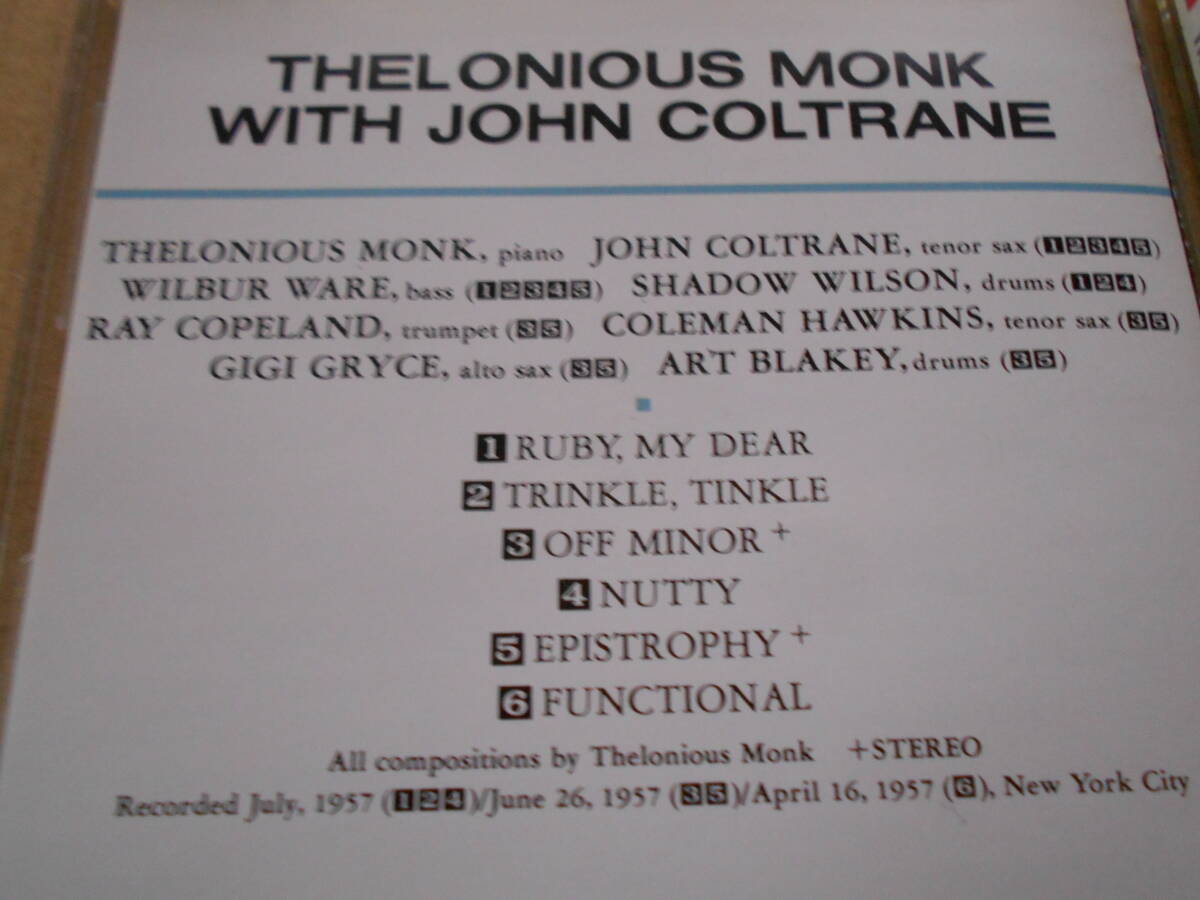 THELONIOUS MONK
WITH JOHN COLTRANE
THELONIOUS MONK, piano JOHN COLTRANE, tenor sax (12345)
WILBUR WARE, bass (12345) SHADOW WILSON, drums (124)
RAY COPELAND, trumpet (35) COLEMAN HAWKINS, tenor sax (35)
GIGI GRYCE, alto sax (35) ART BLAKEY, drums (35)
1 RUBY, MY DEAR
2 TRINKLE, TINKLE
3 OFF MINOR +
4 NUTTY
5 EPISTROPHY +
6 FUNCTIONAL
All compositions by Thelonious Monk +STEREO
Recorded July, 1957 (124)/June 26, 1957 (35)/April 16, 1957 (6), New York City